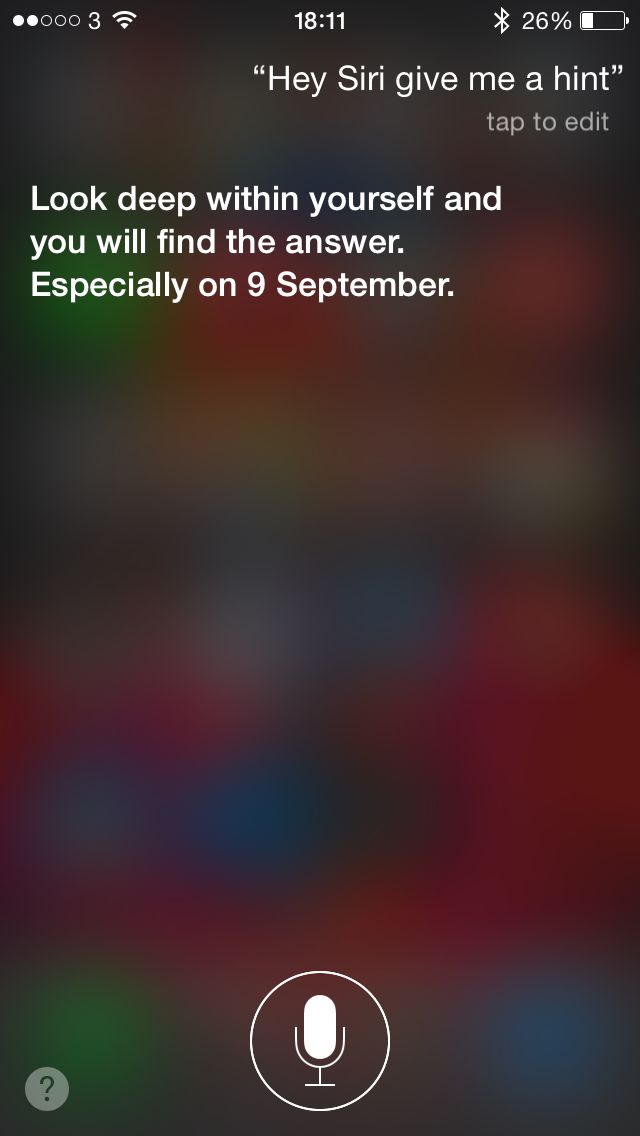 3 18:11 26%
“Hey Siri give me a hint”
tap to edit
Look deep within yourself and
you will find the answer.
Especially on 9 September.
?